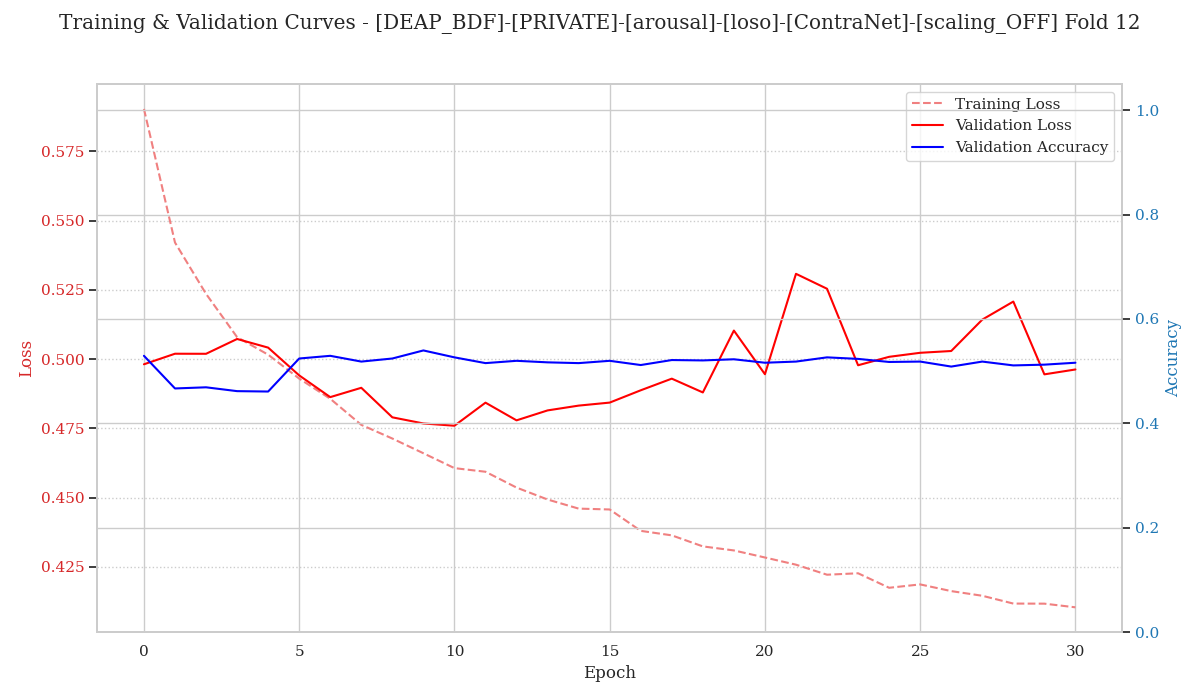 Training & Validation Curves - [DEAP_BDF]-[PRIVATE]-[arousal]-[loso]-[ContraNet]-[scaling_OFF] Fold 12
Training Loss
Validation Loss
Validation Accuracy
Loss
0.575
0.550
0.525
0.500
0.475
0.450
0.425
1.0
0.8
0.6
0.4
0.2
0.0
Accuracy
0
5
10
15
20
25
30
Epoch